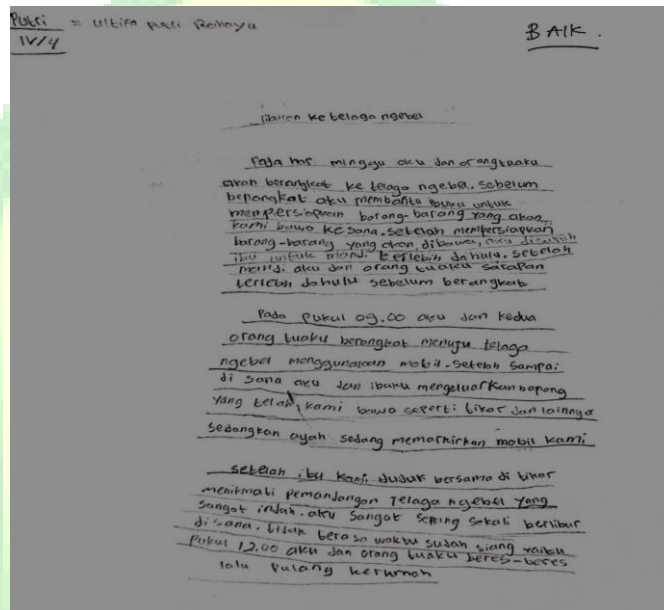 Putri = ultifa putri Rahayu
IV/4
BAIK.
liburan ke telaga ngebel
Pada hari minggu aku dan orangtuaku
akan berangkat ke telaga ngebel. sebelum
berangkat aku membantu ibuku untuk
mempersiapkan barang-barang yang akan
kami bawa ke sana. setelah mempersiapkan
barang-barang yang akan, dibawa, aku disuruh
ibu untuk mandi terlebih dahulu. setelah
mandi aku dan orang tuaku sarapan
terlebih dahulu sebelum berangkat
Pada pukul 09.00 aku dan kedua
orang tuaku berangkat menuju telaga
ngebel menggunakan mobil. setelah sampai
di sana aku dan ibuku mengeluarkan
yang telah, kami bawa seperti: tikar dan lainnya
sedangkan ayah sedang memarkirkan mobil kami
setelah itu kami duduk bersama di tikar
menikmati pemandangan Telaga ngebel yang
sangat indah. aku sangat sekali berlibur
di sana. tidak terasa waktu sudah siang yaitu
Pukul 12.00 aku dan orang tuaku beres-beres
lalu pulang kerumah